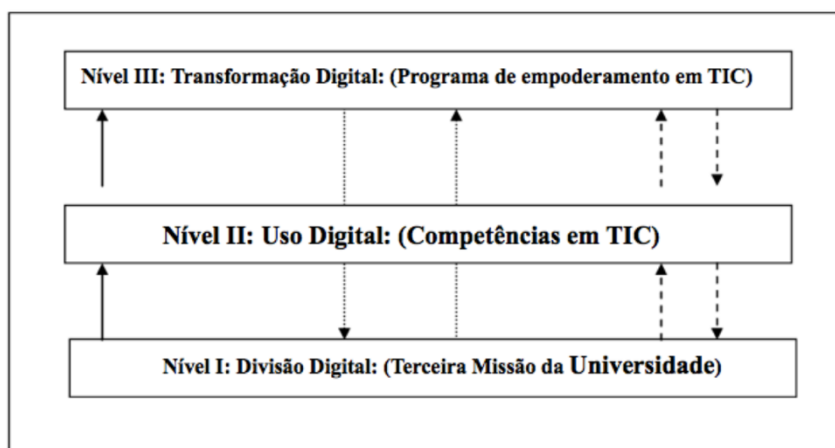 Nível III: Transformação Digital: (Programa de empoderamento em TIC)
Nível II: Uso Digital: (Competências em TIC)
Nível I: Divisão Digital: (Terceira Missão da Universidade)